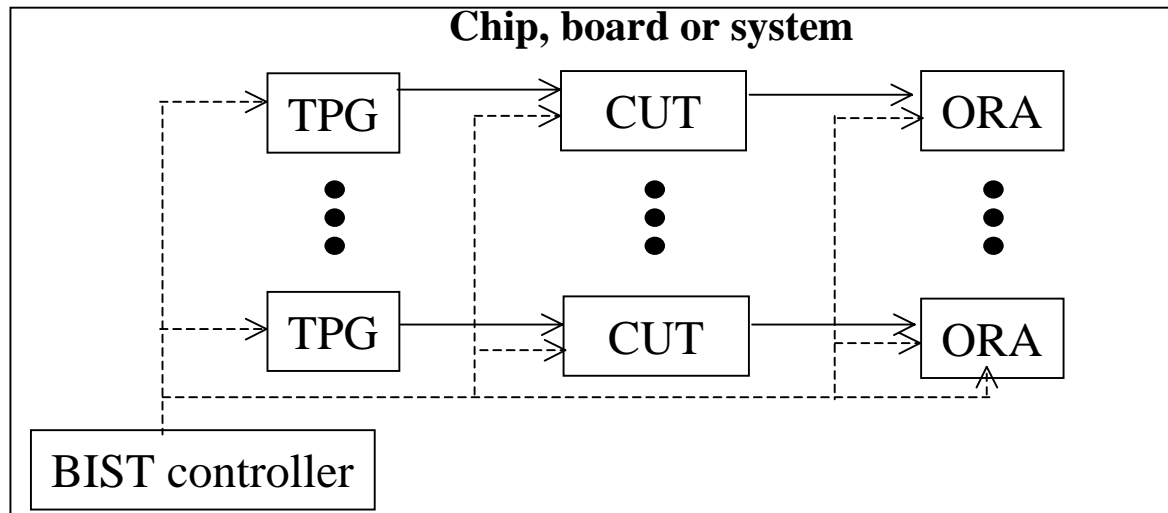 Chip, board or system
TPG
CUT
ORA
TPG
CUT
ORA
BIST controller